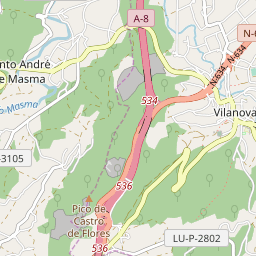 A-8
N-634
N-634
N-6
nto André
e Masma
Masma
534
Vilanova
-3105
536
Pico de
Castro
de Flores
536
LU-P-2802